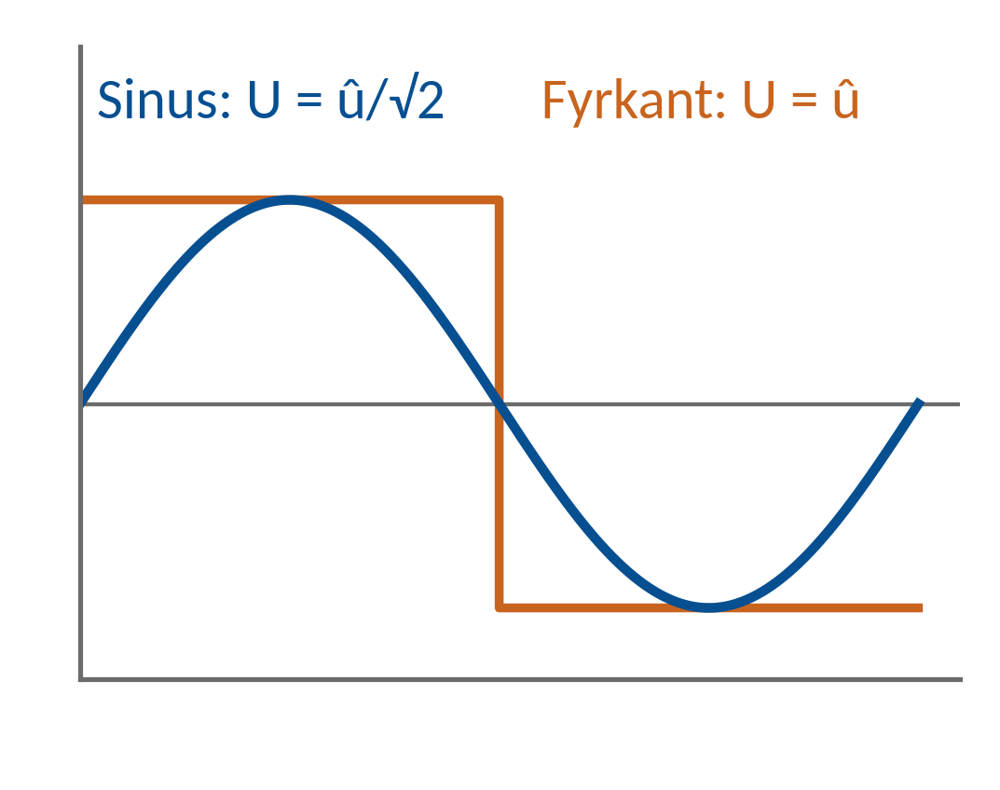 Sinus: U = û/√2 Fyrkant: U = û